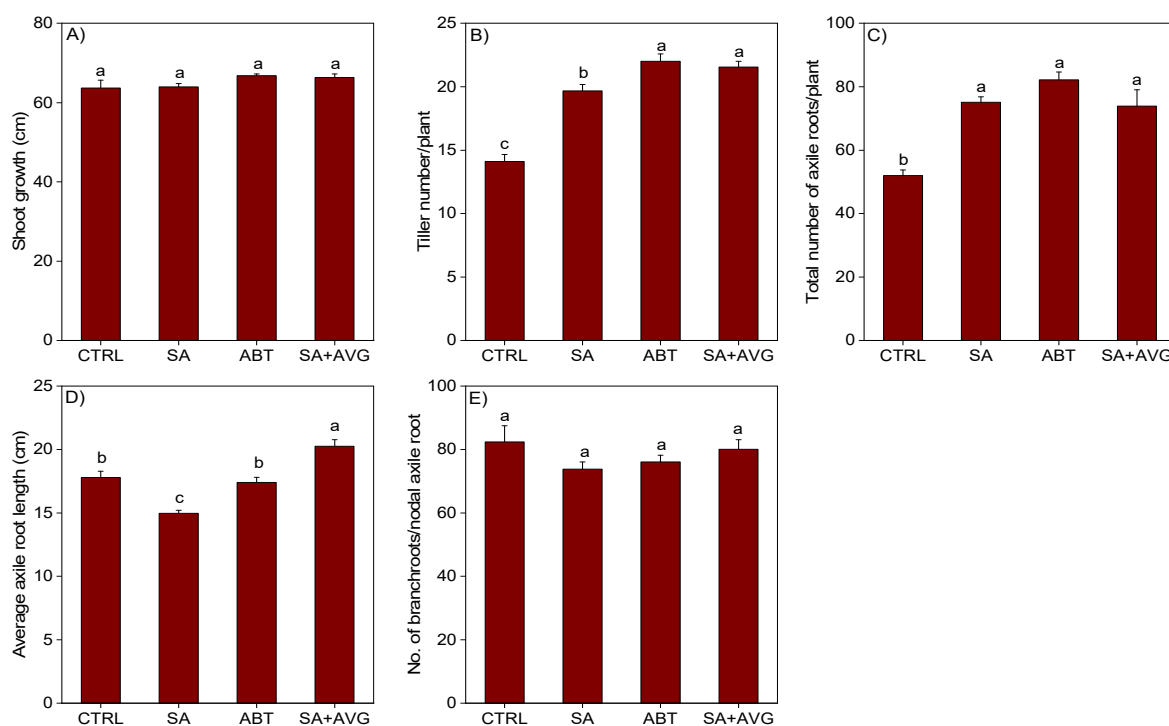 A)
Shoot growth (cm)
80
60
40
20
0
a
a
a
a
CTRL
SA
ABT
SA+AVG
B)
Tiller number/plant
25
20
15
10
5
0
c
b
a
a
CTRL
SA
ABT
SA+AVG
C)
Total number of axile roots/plant
100
80
60
40
20
0
b
a
a
a
CTRL
SA
ABT
SA+AVG
D)
Average axile root length (cm)
25
20
15
10
5
0
b
c
b
a
CTRL
SA
ABT
SA+AVG
E)
No. of branchroots/nodal axile root
100
80
60
40
20
0
a
a
a
a
CTRL
SA
ABT
SA+AVG